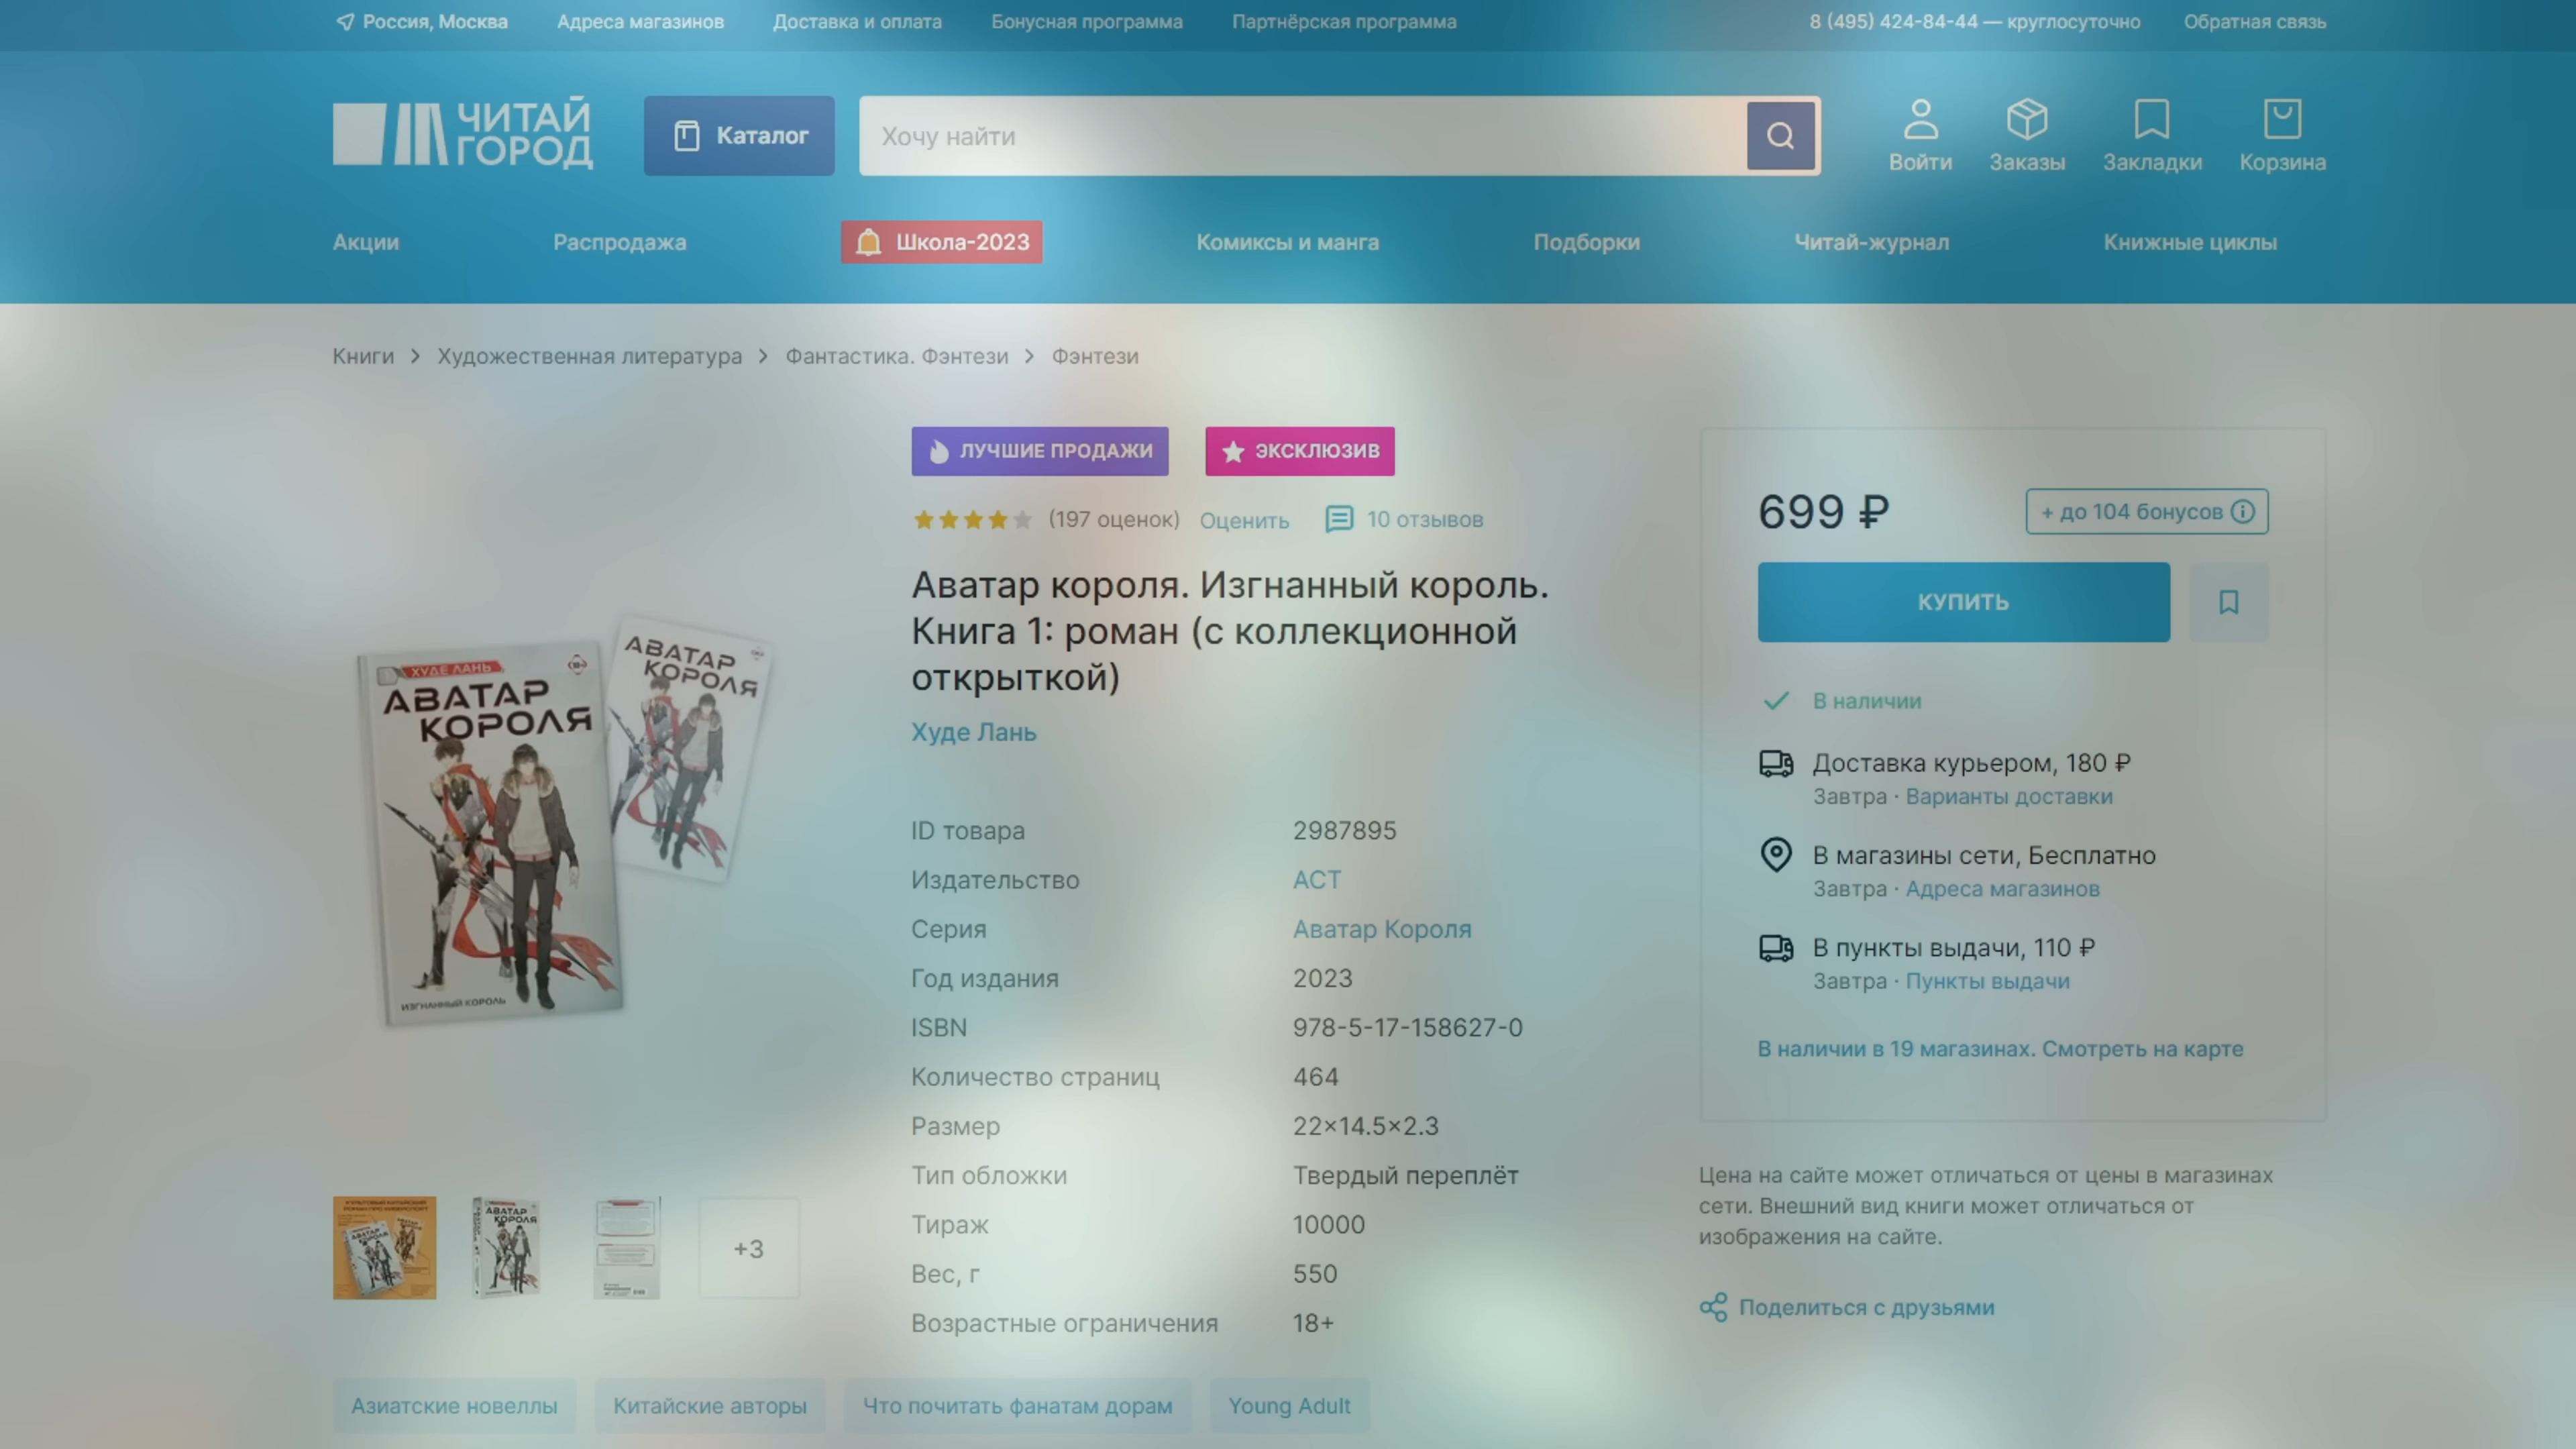 Россия, Москва
Адреса магазинов
Доставка и оплата
Бонусная программа
Партнёрская программа
8 (495) 424-84-44 — круглосуточно
Обратная связь
ЧИТАЙ
ГОРОД
Каталог
Хочу найти
Войти
Заказы
Закладки
Корзина
Акции
Распродажа
Школа-2023
Комиксы и манга
Подборки
Читай-журнал
Книжные циклы
Книги > Художественная литература > Фантастика. Фэнтези > Фэнтези
ХУДЕ ЛАНЬ
АВАТАР
КОРОЛЯ
ИЗГНАННЫЙ КОРОЛЬ
АВАТАР
КОРОЛЯ
АВАТАР
КОРОЛЯ
АВАТАР
КОРОЛЯ
+3
ЛУЧШИЕ ПРОДАЖИ
ЭКСКЛЮЗИВ
(197 оценок)
Оценить
10 отзывов
Аватар короля. Изгнанный король.
Книга 1: роман (с коллекционной
открыткой)
Худе Лань
ID товара 2987895
Издательство АСТ
Серия Аватар Короля
Год издания 2023
ISBN 978-5-17-158627-0
Количество страниц 464
Размер 22×14.5×2.3
Тип обложки Твердый переплёт
Тираж 10000
Вес, г 550
Возрастные ограничения 18+
699 ₽
+ до 104 бонусов
КУПИТЬ
В наличии
Доставка курьером, 180 ₽
Завтра · Варианты доставки
В магазины сети, Бесплатно
Завтра · Адреса магазинов
В пункты выдачи, 110 ₽
Завтра · Пункты выдачи
В наличии в 19 магазинах. Смотреть на карте
Цена на сайте может отличаться от цены в магазинах
сети. Внешний вид книги может отличаться от
изображения на сайте.
Поделиться с друзьями
Азиатские новеллы
Китайские авторы
Что почитать фанатам дорам
Young Adult